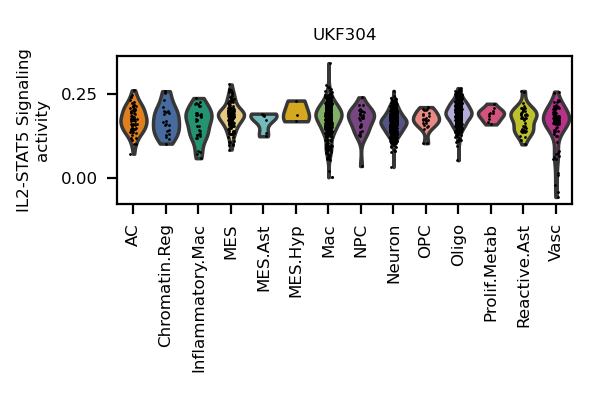 UKF304
IL2-STAT5 Signaling
activity
0.25
0.00
AC
Chromatin.Reg
Inflammatory.Mac
MES
MES.Ast
MES.Hyp
Mac
NPC
Neuron
OPC
Oligo
Prolif.Metab
Reactive.Ast
Vasc